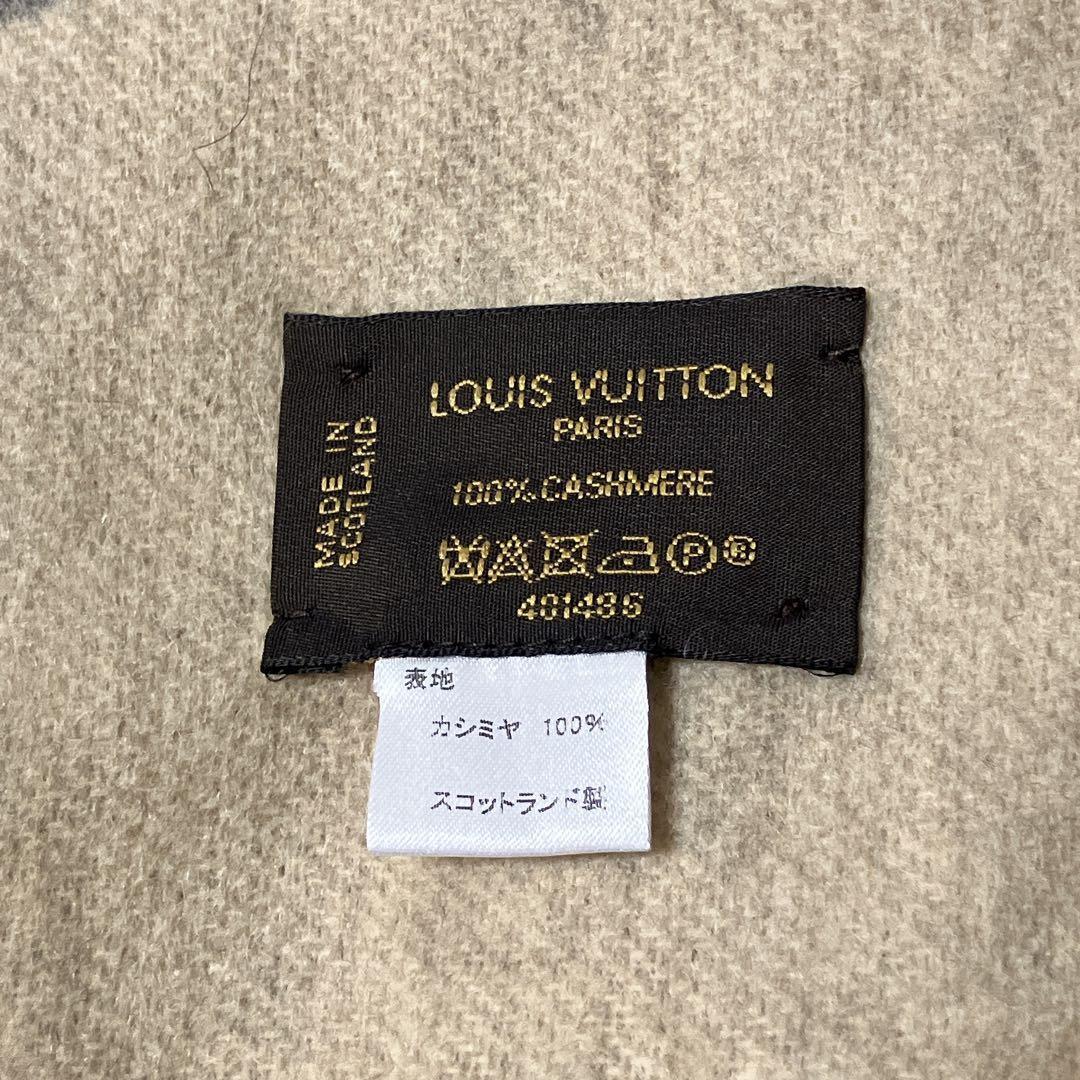 LOUIS VUITTON
PARIS
100% CASHMERE
P ®
401486
MADE IN
SCOTLAND
表地
カシミヤ 100%
スコットランド製